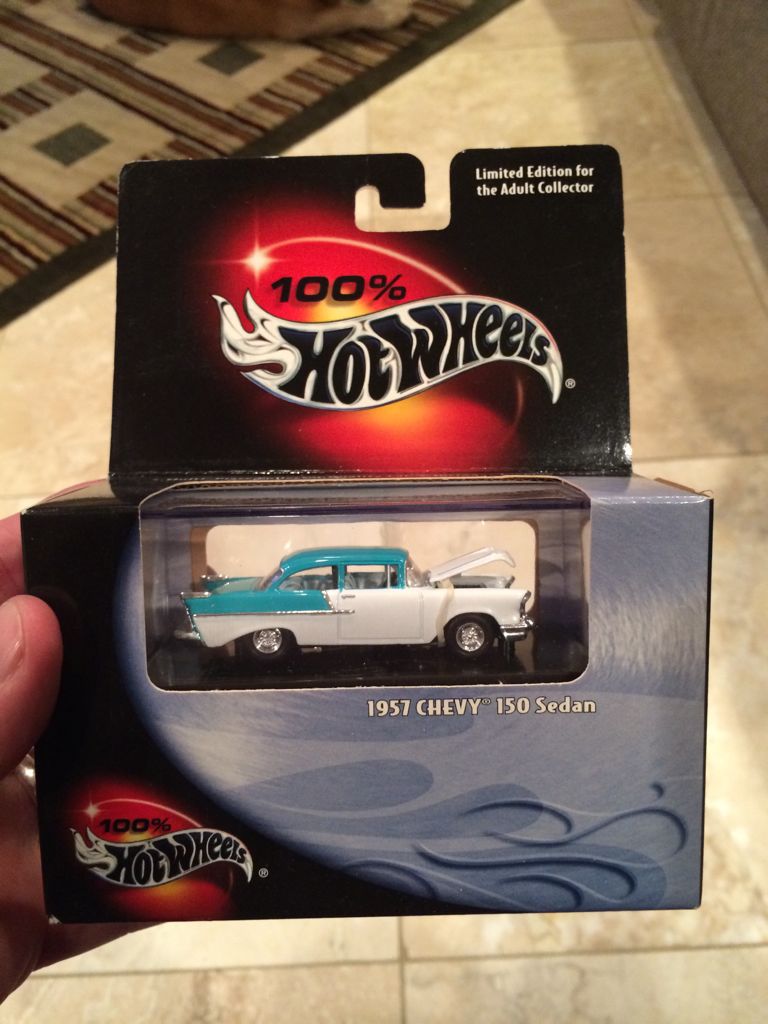 Limited Edition for
the Adult Collector
100%
HotWheels®
1957 CHEVY® 150 Sedan
100%
HotWheels®